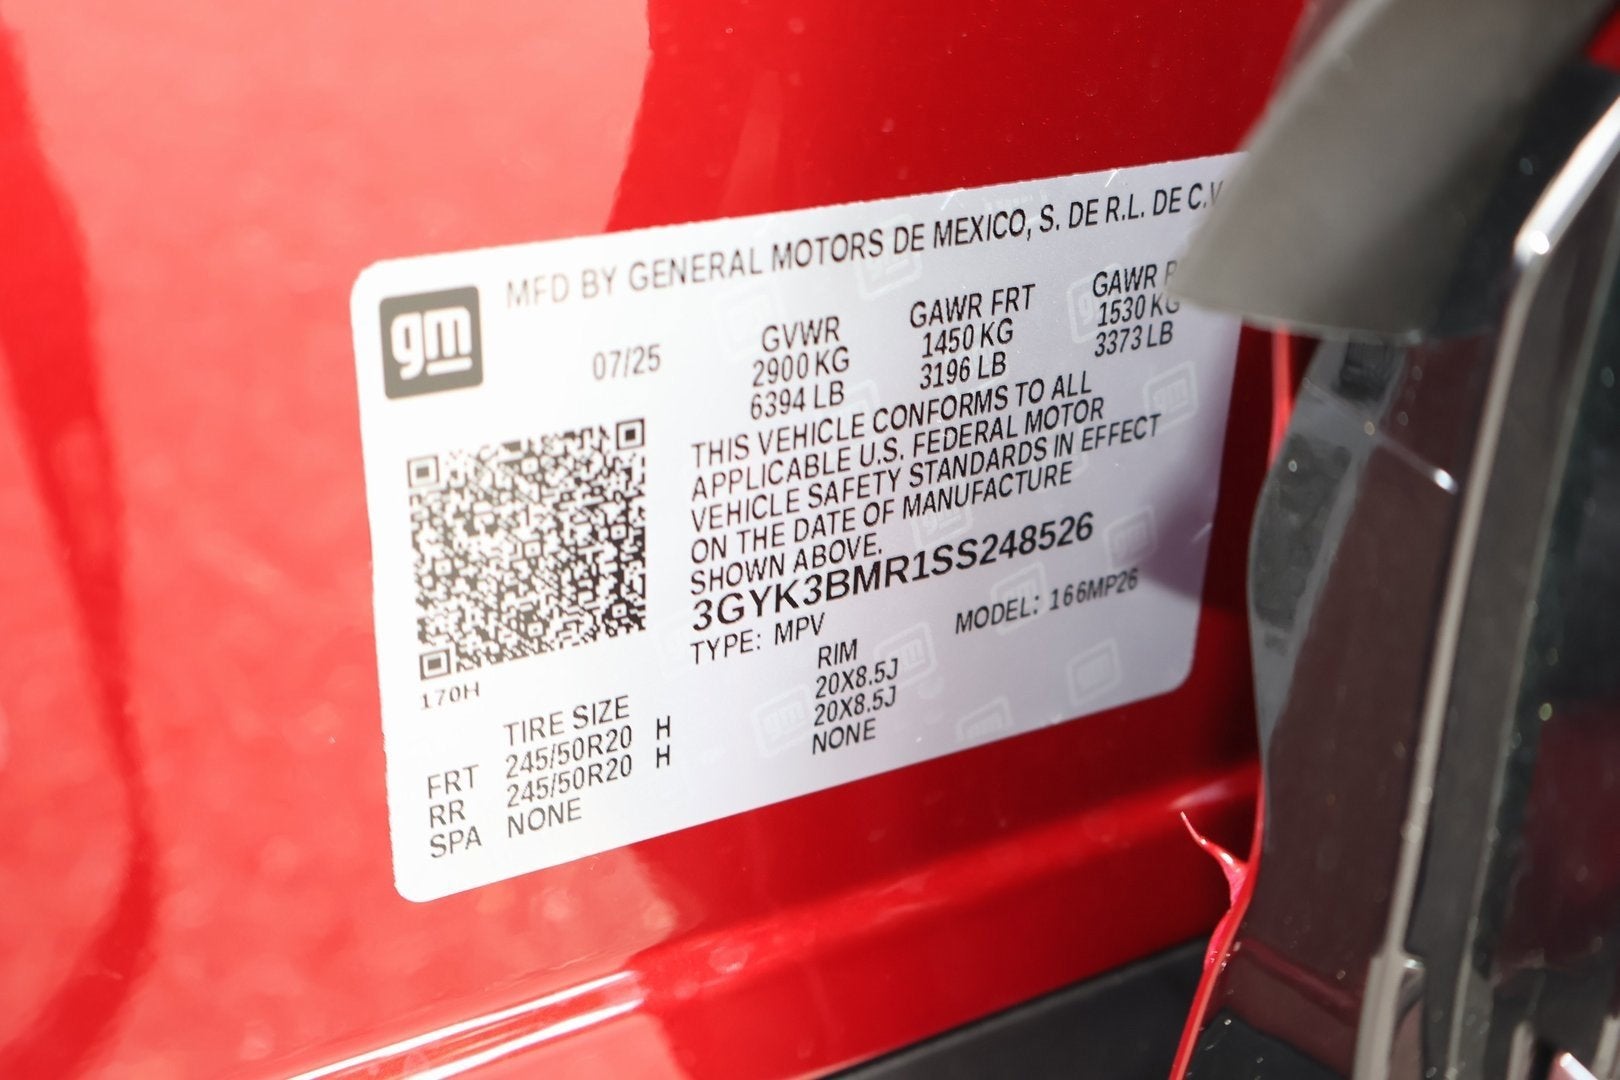 MFD BY GENERAL MOTORS DE MEXICO, S. DE R.L. DE C.V
gm
07/25
GVWR GAWR FRT GAWR
2900 KG 1450 KG 1530 KG
6394 LB 3196 LB 3373 LB
THIS VEHICLE CONFORMS TO ALL
APPLICABLE U.S. FEDERAL MOTOR
VEHICLE SAFETY STANDARDS IN EFFECT
ON THE DATE OF MANUFACTURE
SHOWN ABOVE.
3GYK3BMR1SS248526
TYPE: MPV MODEL: 166MP26
170H
TIRE SIZE RIM
FRT 245/50R20 H 20X8.5J
RR 245/50R20 H 20X8.5J
SPA NONE NONE